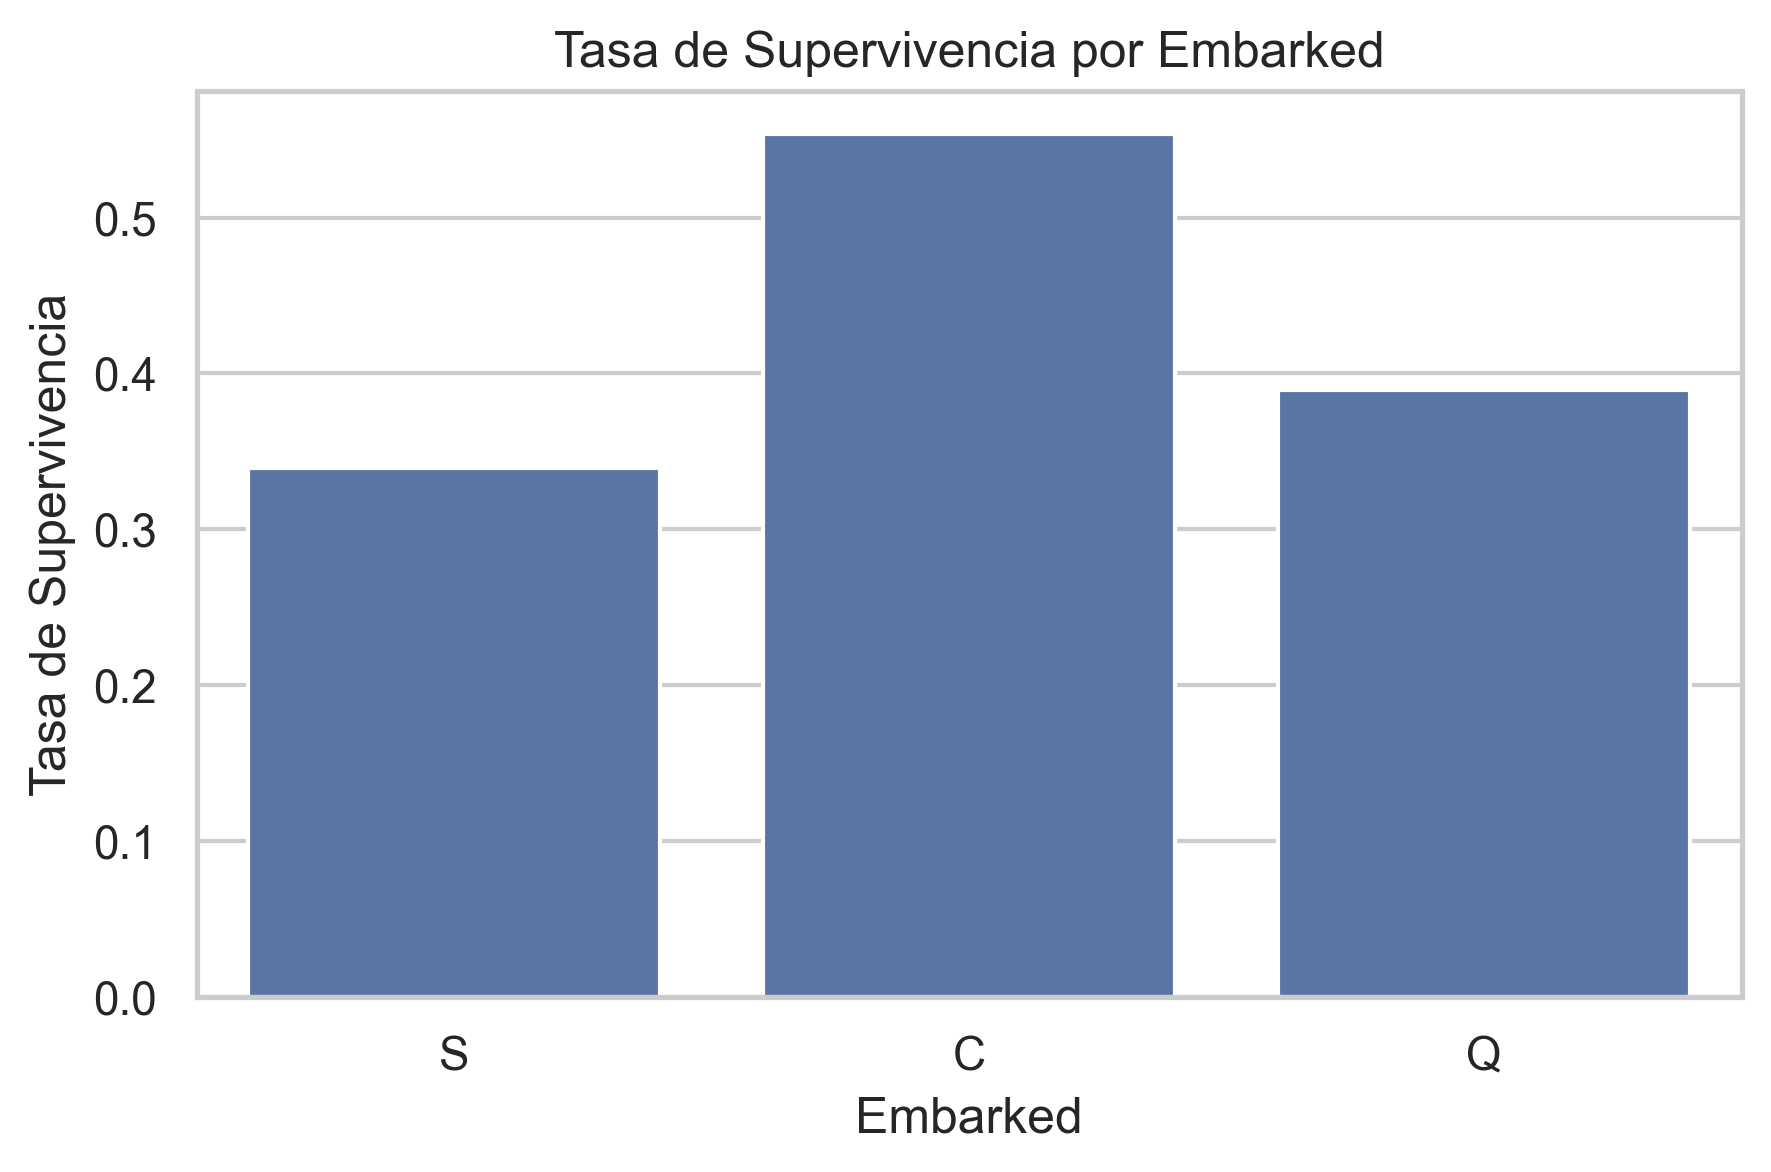 Tasa de Supervivencia por Embarked
Tasa de Supervivencia
0.5
0.4
0.3
0.2
0.1
0.0
S C Q
Embarked